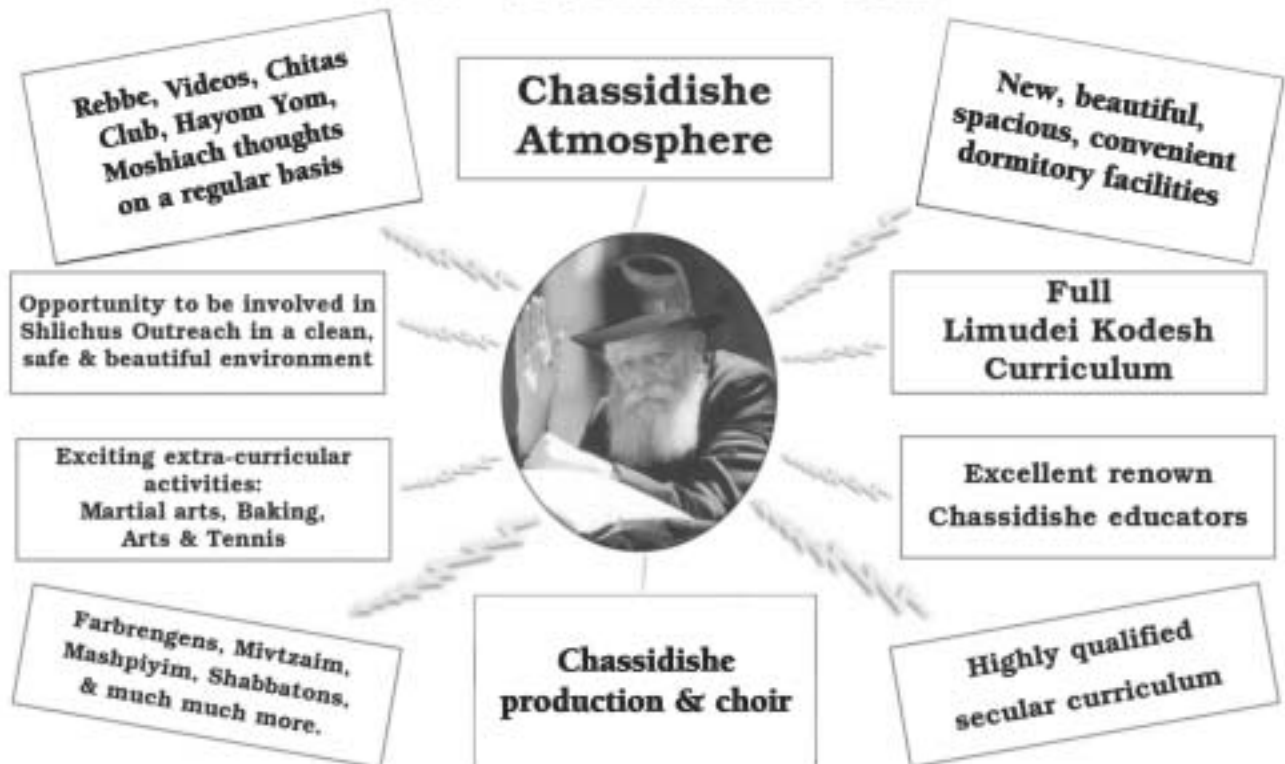 Rebbe, Videos, Chitas
Club, Hayom Yom,
Moshiach thoughts
on a regular basis
Chassidishe
Atmosphere
New, beautiful,
spacious, convenient
dormitory facilities
Opportunity to be involved in
Shlichus Outreach in a clean,
safe & beautiful environment
Full
Limudei Kodesh
Curriculum
Exciting extra-curricular
activities:
Martial arts, Baking,
Arts & Tennis
Excellent renown
Chassidishe educators
Farbrengens, Mivtzaim,
Mashpiyim, Shabbatons,
& much much more.
Chassidishe
production & choir
Highly qualified
secular curriculum